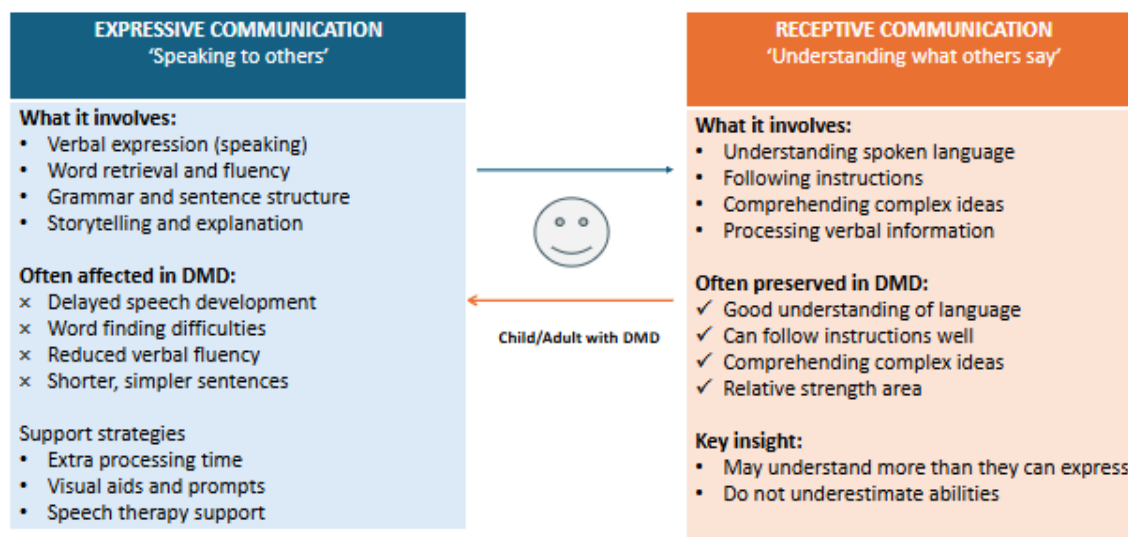 EXPRESSIVE COMMUNICATION
‘Speaking to others’
What it involves:
• Verbal expression (speaking)
• Word retrieval and fluency
• Grammar and sentence structure
• Storytelling and explanation
Often affected in DMD:
× Delayed speech development
× Word finding difficulties
× Reduced verbal fluency
× Shorter, simpler sentences
Support strategies
• Extra processing time
• Visual aids and prompts
• Speech therapy support
Child/Adult with DMD
RECEPTIVE COMMUNICATION
‘Understanding what others say’
What it involves:
• Understanding spoken language
• Following instructions
• Comprehending complex ideas
• Processing verbal information
Often preserved in DMD:
✓ Good understanding of language
✓ Can follow instructions well
✓ Comprehending complex ideas
✓ Relative strength area
Key insight:
• May understand more than they can express
• Do not underestimate abilities